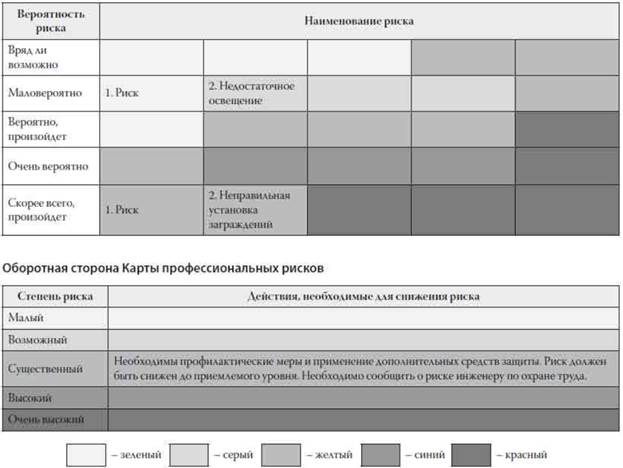 Вероятность
риска
Наименование риска
Вряд ли
возможно
Маловероятно
1. Риск
2. Недостаточное
освещение
Вероятно,
произойдет
Очень вероятно
Скорее всего,
произойдет
1. Риск
2. Неправильная
установка
заграждений
Оборотная сторона Карты профессиональных рисков
Степень риска
Действия, необходимые для снижения риска
Малый
Возможный
Существенный
Необходимы профилактические меры и применение дополнительных средств защиты. Риск должен
быть снижен до приемлемого уровня. Необходимо сообщить о риске инженеру по охране труда.
Высокий
Очень высокий
– зеленый – серый – желтый – синий – красный